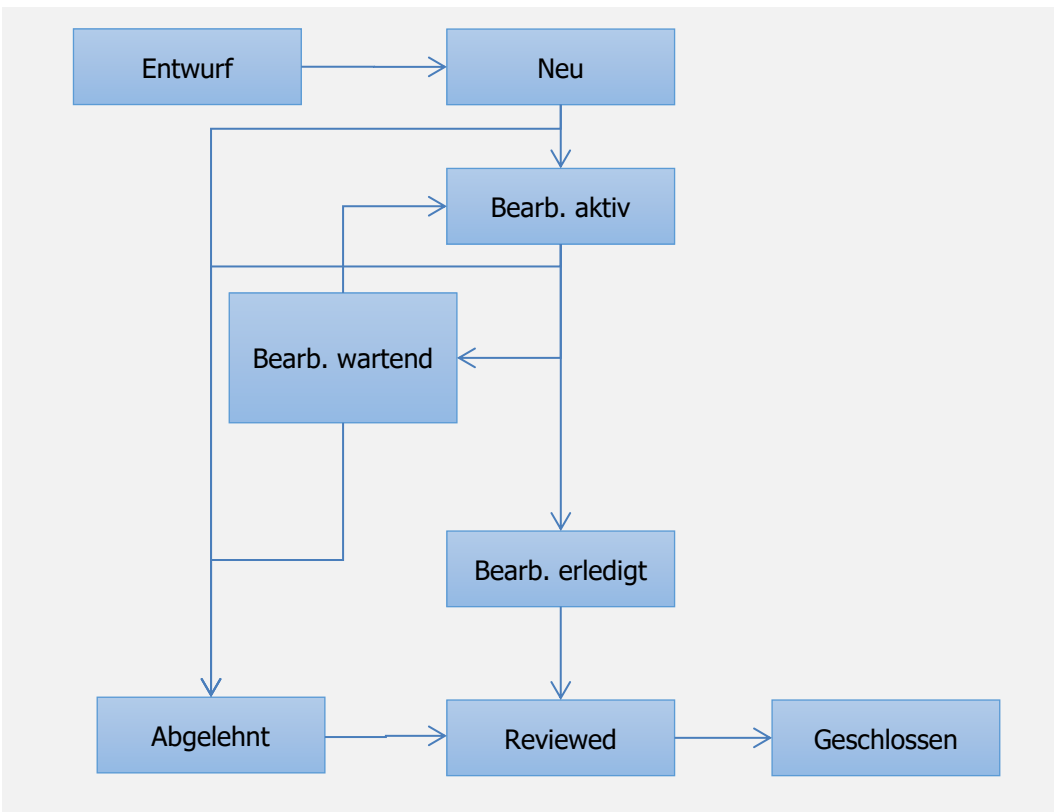 Entwurf
Neu
Bearb. aktiv
Bearb. wartend
Bearb. erledigt
Abgelehnt
Reviewed
Geschlossen